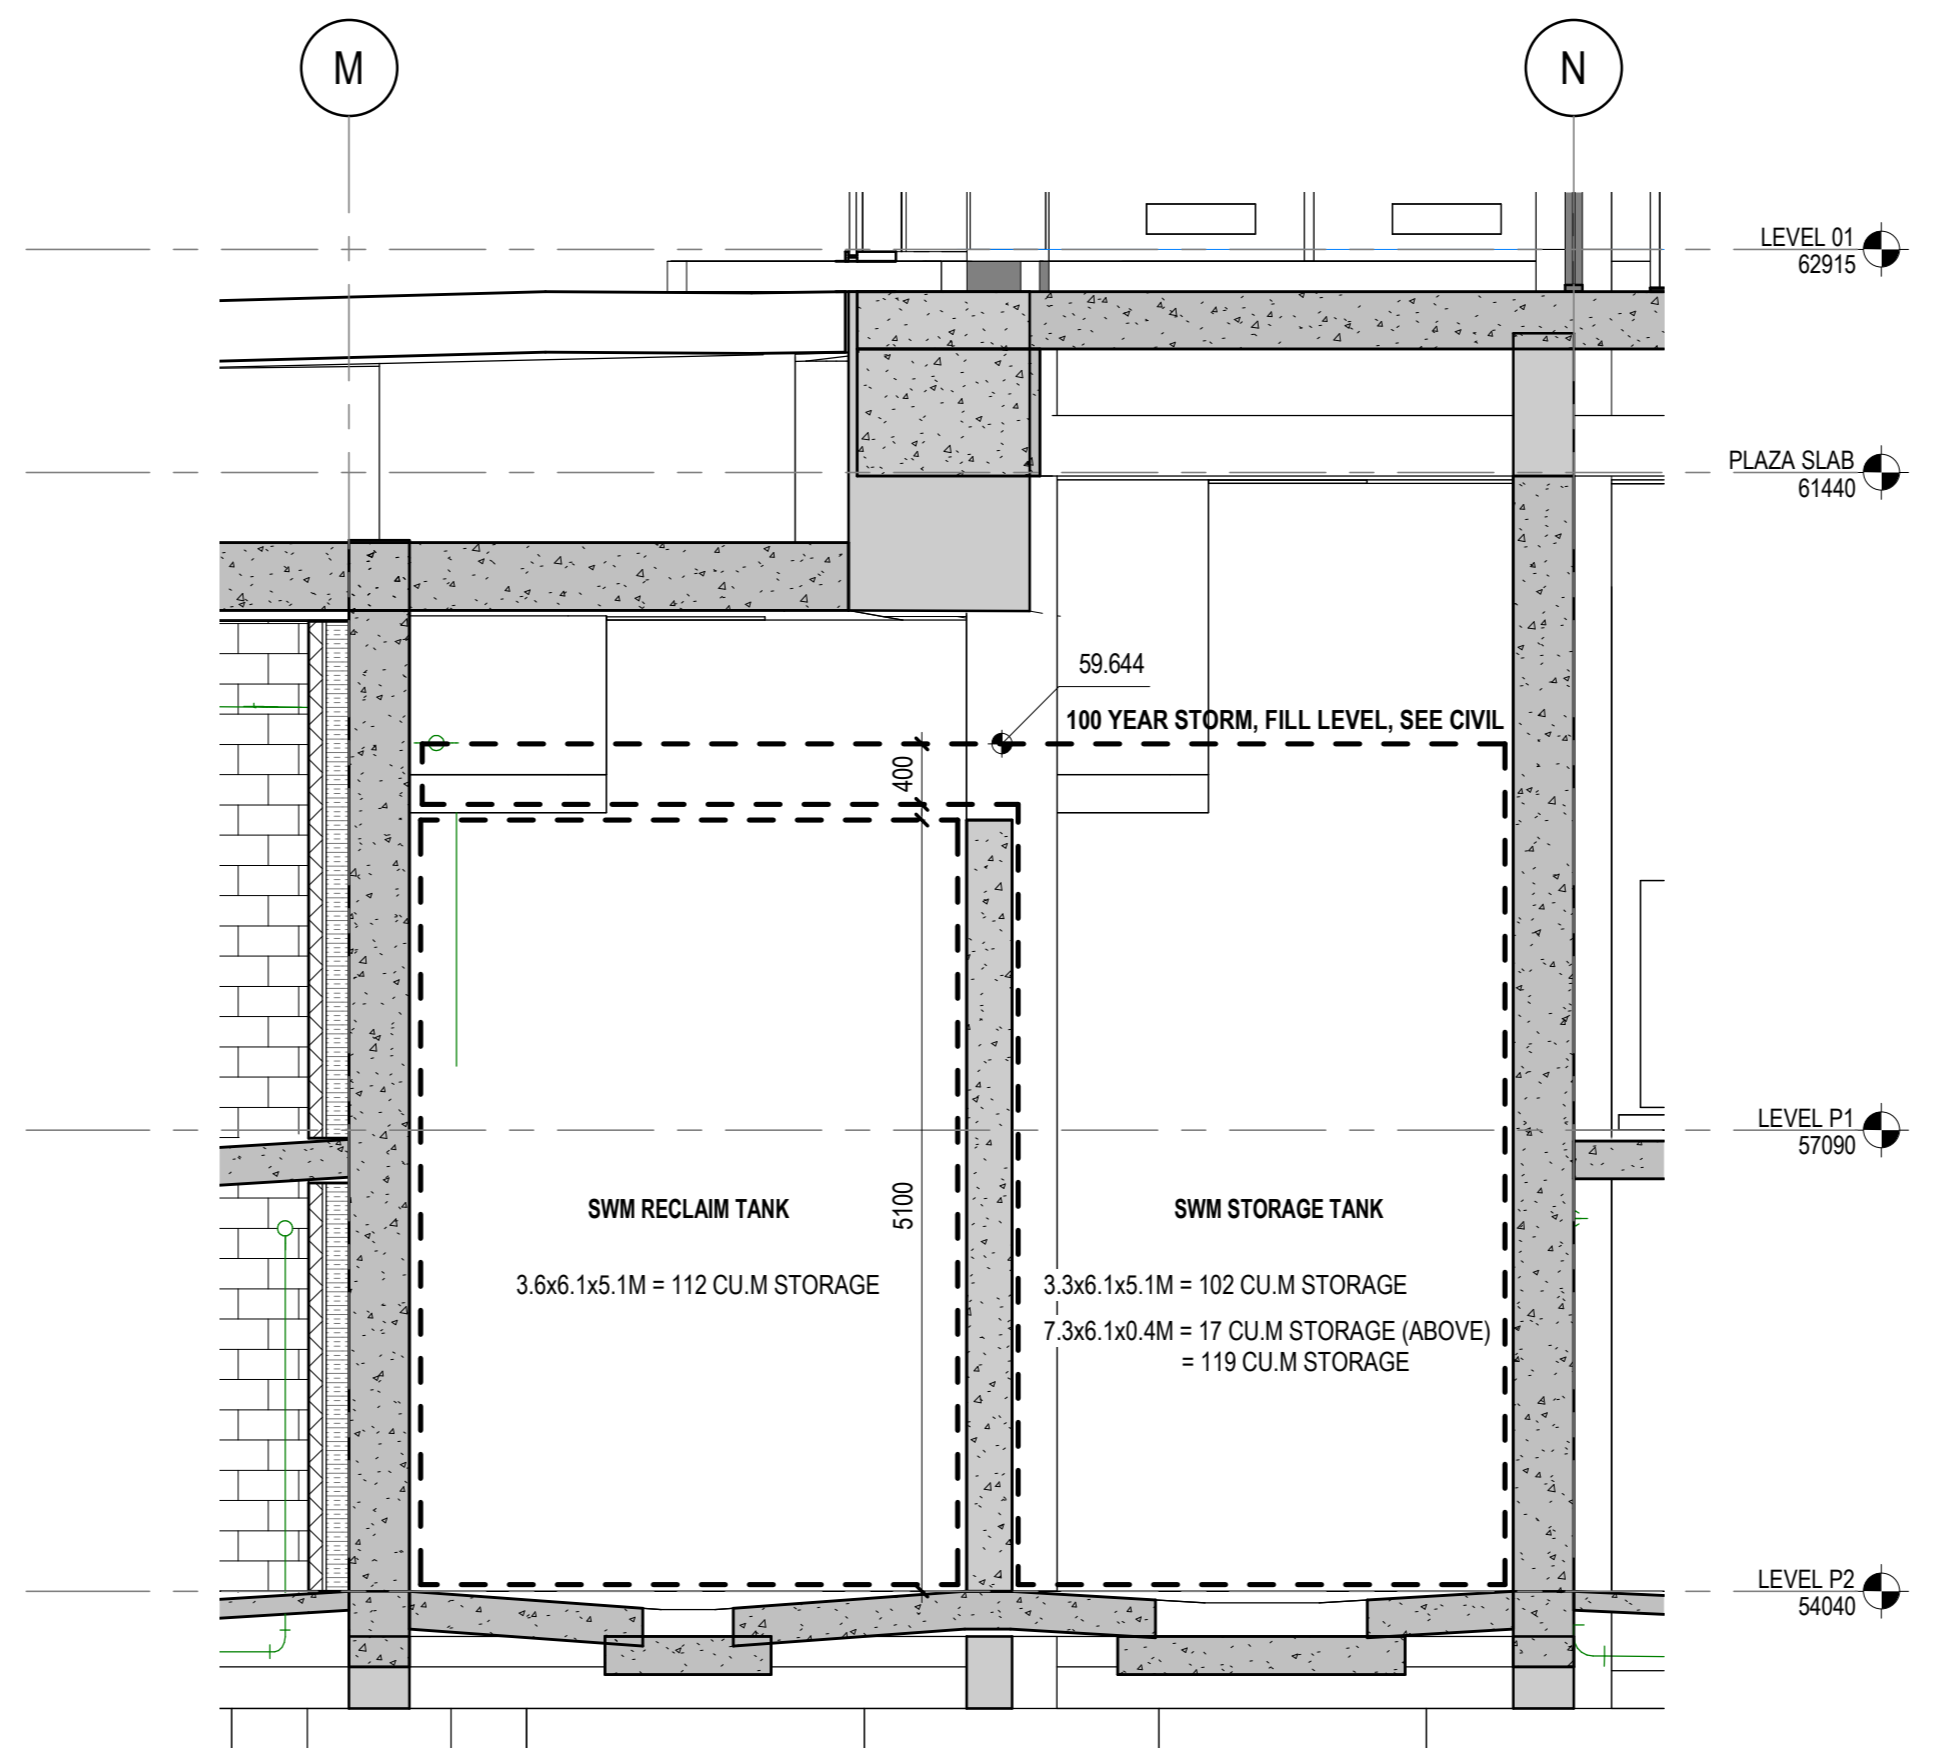 M
N
LEVEL 01
62915
PLAZA SLAB
61440
59.644
100 YEAR STORM, FILL LEVEL, SEE CIVIL
400
LEVEL P1
57090
5100
SWM RECLAIM TANK
3.6x6.1x5.1M = 112 CU.M STORAGE
SWM STORAGE TANK
3.3x6.1x5.1M = 102 CU.M STORAGE
7.3x6.1x0.4M = 17 CU.M STORAGE (ABOVE)
= 119 CU.M STORAGE
LEVEL P2
54040